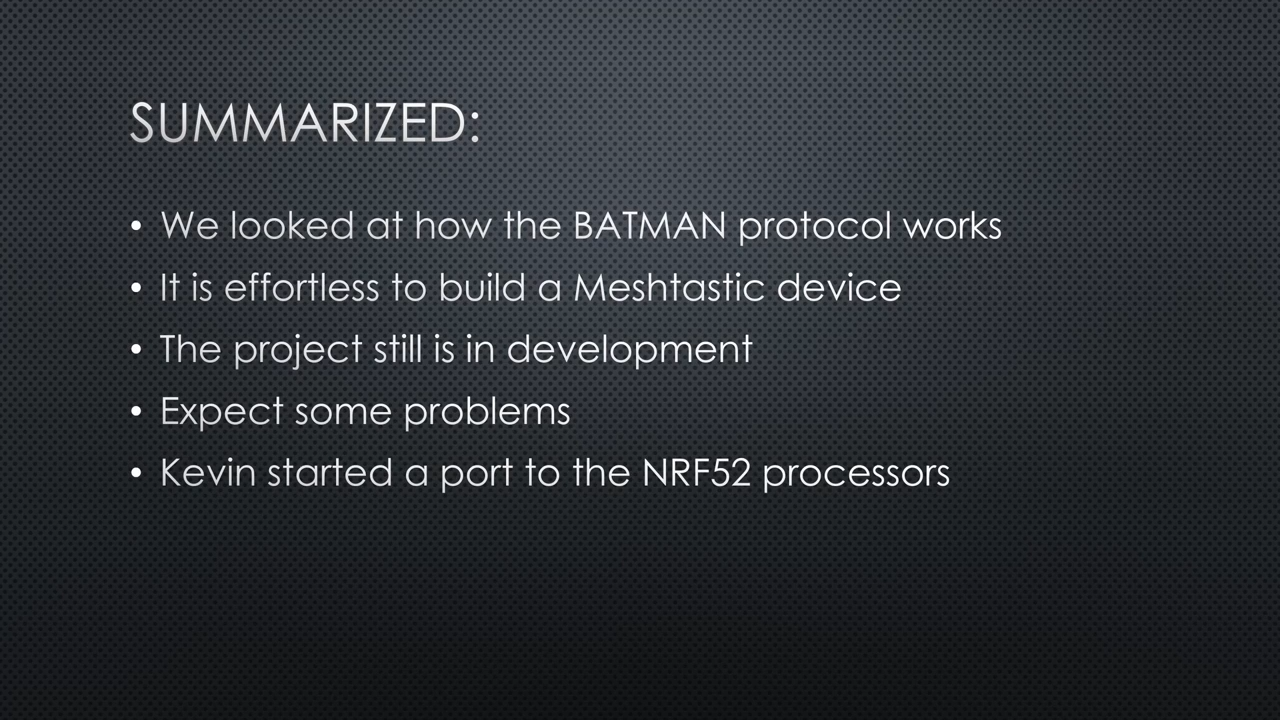 SUMMARIZED:
• We looked at how the BATMAN protocol works
• It is effortless to build a Meshtastic device
• The project still is in development
• Expect some problems
• Kevin started a port to the NRF52 processors